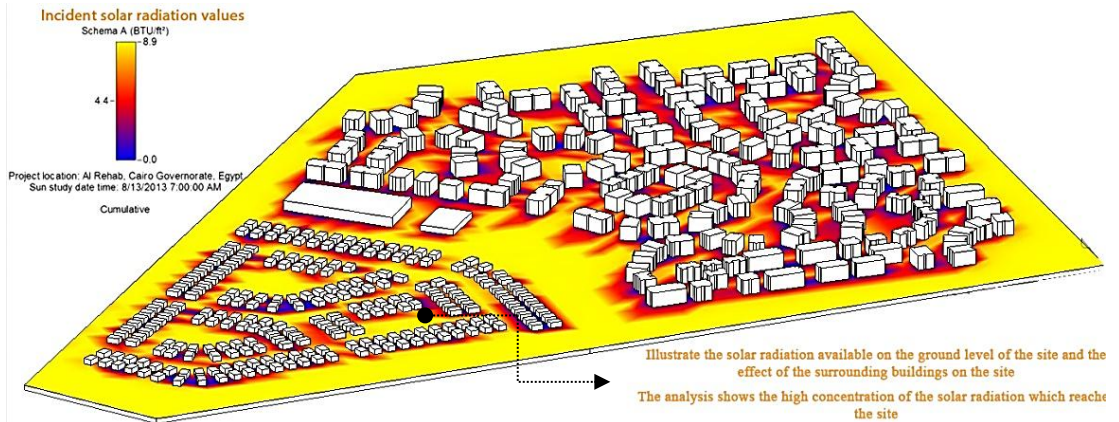 Incident solar radiation values
Schema A (BTU/ft²)
8.9
4.4
0.0
Project location: Al Rehab, Cairo Governorate, Egypt
Sun study date time: 8/13/2013 7:00:00 AM
Cumulative
Illustrate the solar radiation available on the ground level of the site and the
effect of the surrounding buildings on the site
The analysis shows the high concentration of the solar radiation which reache
the site